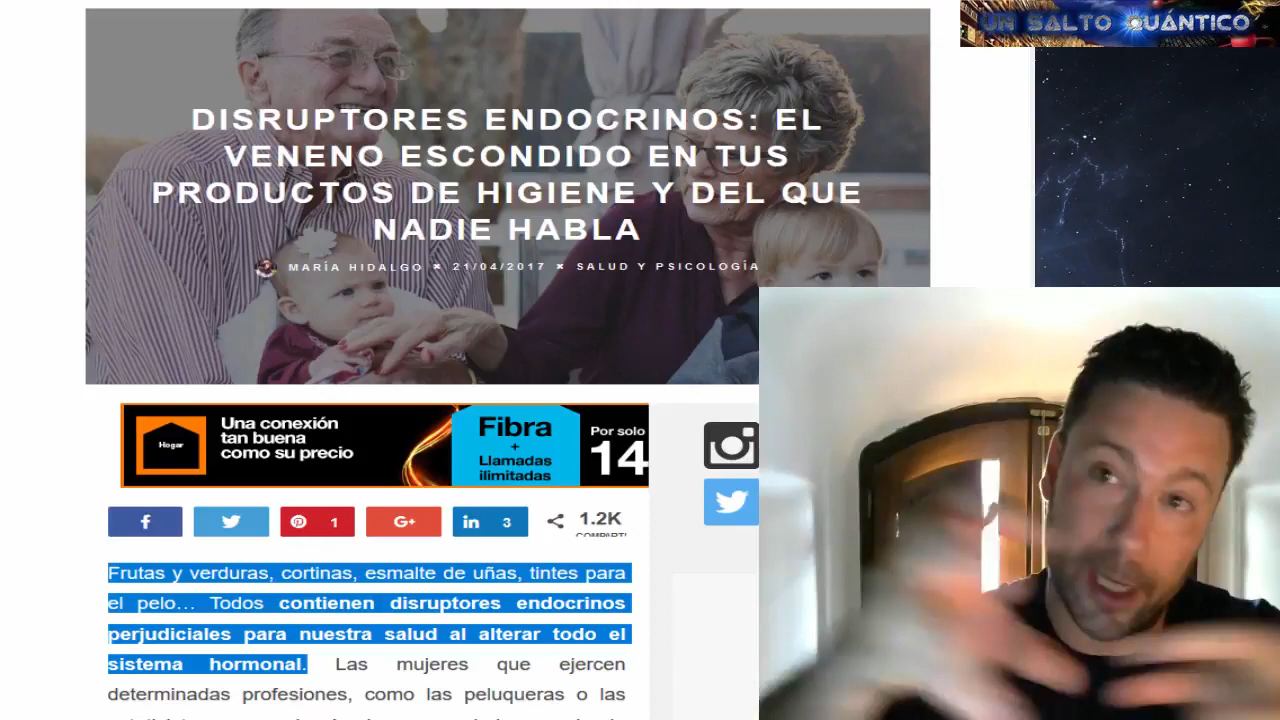 UN SALTO CUÁNTICO
DISRUPTORES ENDOCRINOS: EL
VENENO ESCONDIDO EN TUS
PRODUCTOS DE HIGIENE Y DEL QUE
NADIE HABLA
MARÍA HIDALGO × 21/04/2017 × SALUD Y PSICOLOGÍA
Hogar
Una conexión
tan buena
como su precio
Fibra
+
Llamadas
ilimitadas
Por solo
14
1
G+
in 3
1.2K
Frutas y verduras, cortinas, esmalte de uñas, tintes para
el pelo… Todos contienen disruptores endocrinos
perjudiciales para nuestra salud al alterar todo el
sistema hormonal. Las mujeres que ejercen
determinadas profesiones, como las peluqueras o las